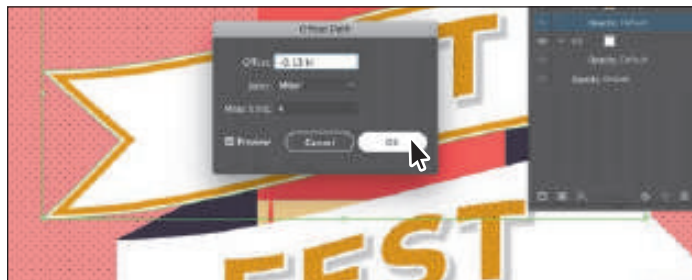 Offset Path
T
Offset: -0.13 in
Opacity: Default
Joins: Miter
Opacity: Default
Miter limit: 4
Opacity: Default
Preview
Cancel
OK
FEST